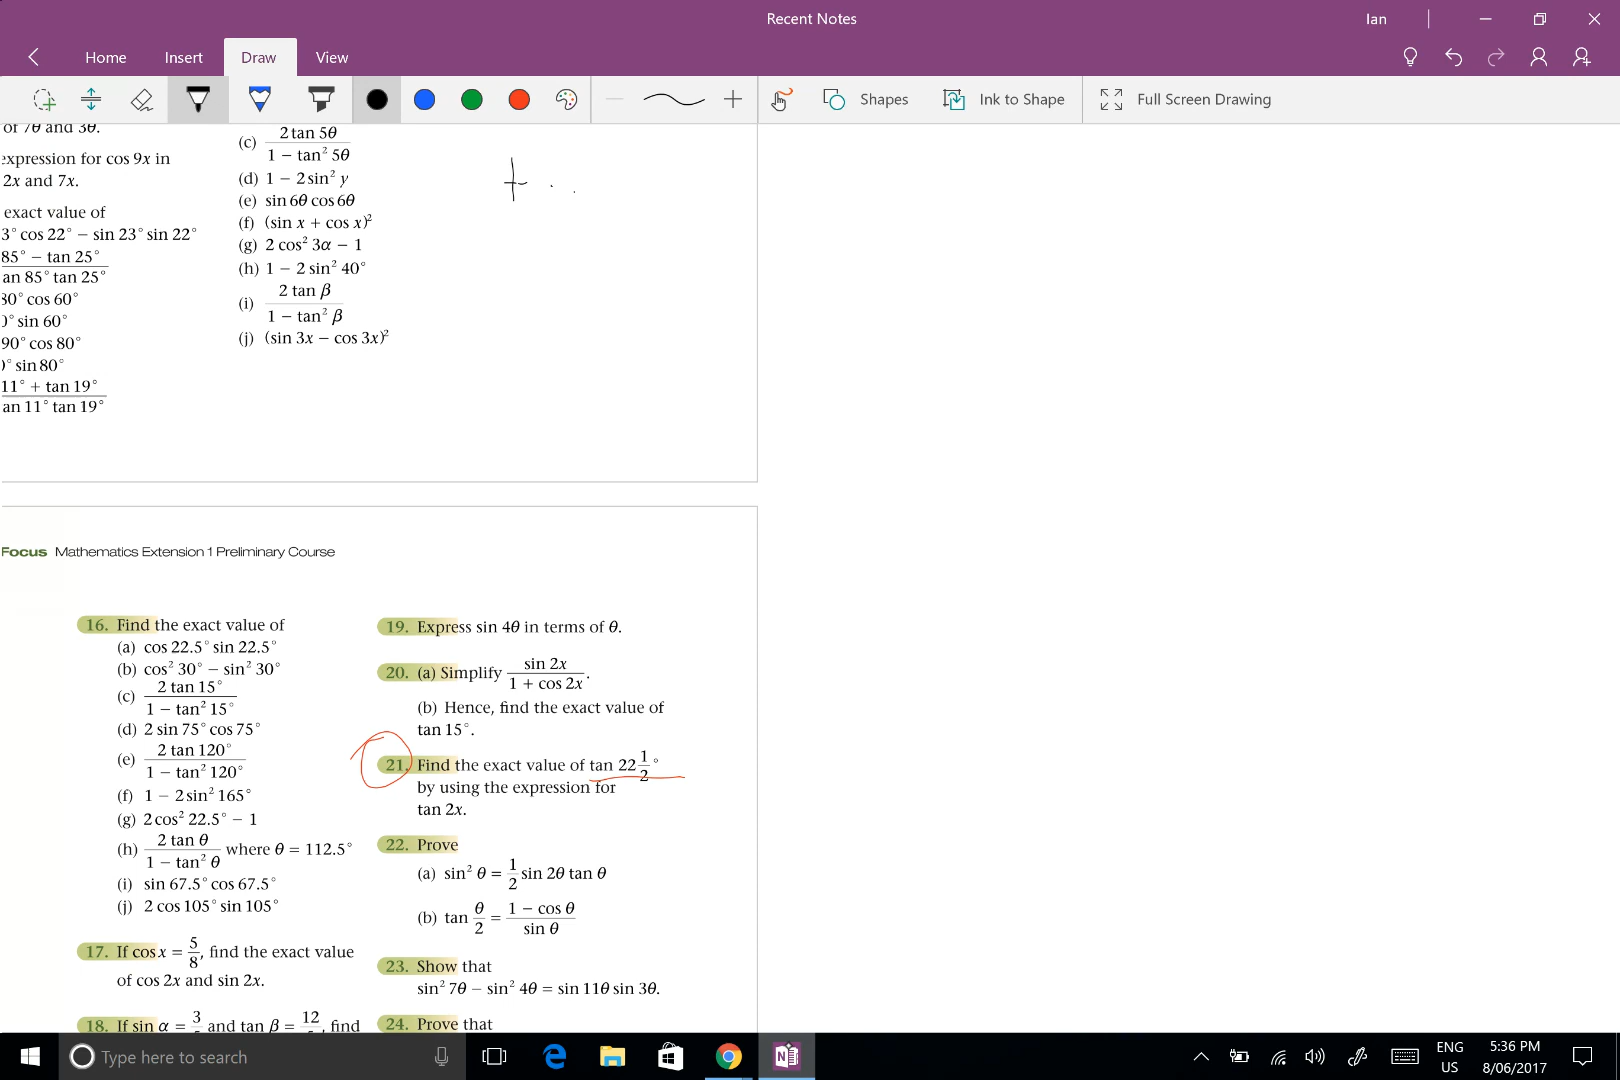 Recent Notes
Ian
Home Insert Draw View
Shapes Ink to Shape Full Screen Drawing
of 7θ and 3θ.
expression for cos 9x in
2x and 7x.
exact value of
3° cos 22° − sin 23° sin 22°
85° − tan 25°
an 85° tan 25°
30° cos 60°
0° sin 60°
90° cos 80°
)° sin 80°
11° + tan 19°
an 11° tan 19°
(c) 2 tan 5θ / 1 − tan² 5θ
(d) 1 − 2 sin² y
(e) sin 6θ cos 6θ
(f) (sin x + cos x)²
(g) 2 cos² 3α − 1
(h) 1 − 2 sin² 40°
(i) 2 tan β / 1 − tan² β
(j) (sin 3x − cos 3x)²
Focus Mathematics Extension 1 Preliminary Course
16. Find the exact value of
(a) cos 22.5° sin 22.5°
(b) cos² 30° − sin² 30°
(c) 2 tan 15° / 1 − tan² 15°
(d) 2 sin 75° cos 75°
(e) 2 tan 120° / 1 − tan² 120°
(f) 1 − 2 sin² 165°
(g) 2 cos² 22.5° − 1
(h) 2 tan θ / 1 − tan² θ where θ = 112.5°
(i) sin 67.5° cos 67.5°
(j) 2 cos 105° sin 105°
17. If cos x = 5/8, find the exact value
of cos 2x and sin 2x.
18. If sin α = 3 and tan β = 12, find
19. Express sin 4θ in terms of θ.
20. (a) Simplify sin 2x / 1 + cos 2x.
(b) Hence, find the exact value of
tan 15°.
21. Find the exact value of tan 22 1/2°
by using the expression for
tan 2x.
22. Prove
(a) sin² θ = 1/2 sin 2θ tan θ
(b) tan θ/2 = 1 − cos θ / sin θ
23. Show that
sin² 7θ − sin² 4θ = sin 11θ sin 3θ.
24. Prove that
Type here to search
ENG
US
5:36 PM
8/06/2017